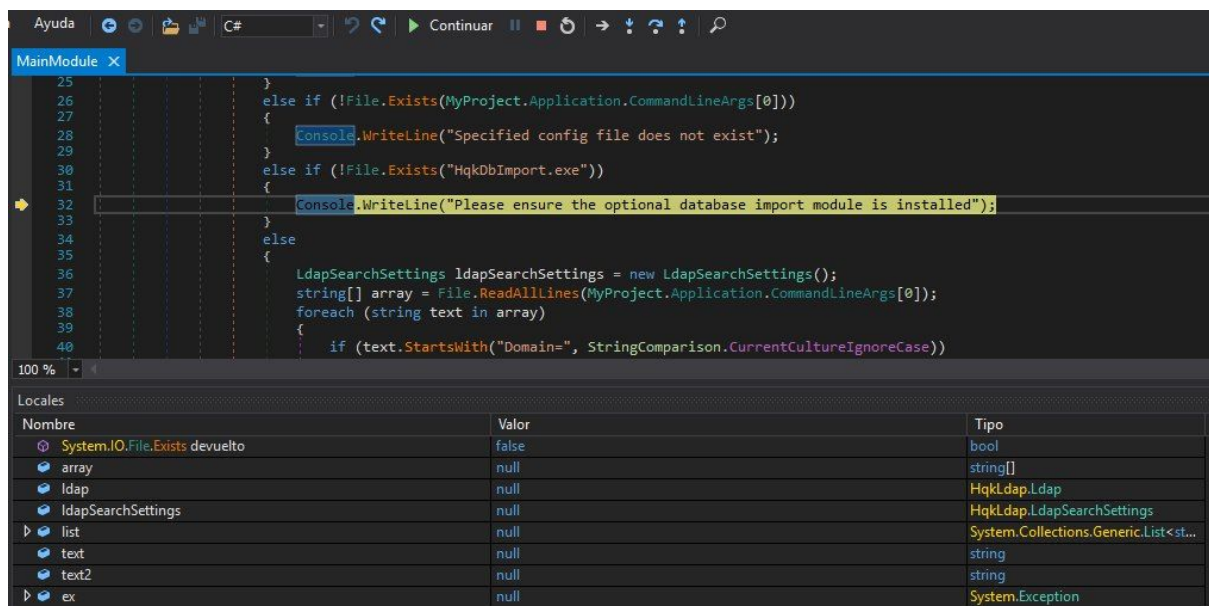 Ayuda C# Continuar
MainModule
25 }
26 else if (!File.Exists(MyProject.Application.CommandLineArgs[0]))
27 {
28 Console.WriteLine("Specified config file does not exist");
29 }
30 else if (!File.Exists("HqkDbImport.exe"))
31 {
32 Console.WriteLine("Please ensure the optional database import module is installed");
33 }
34 else
35 {
36 LdapSearchSettings ldapSearchSettings = new LdapSearchSettings();
37 string[] array = File.ReadAllLines(MyProject.Application.CommandLineArgs[0]);
38 foreach (string text in array)
39 {
40 if (text.StartsWith("Domain=", StringComparison.CurrentCultureIgnoreCase))
100 %
Locales
Nombre Valor Tipo
System.IO.File.Exists devuelto false bool
array null string[]
ldap null HqkLdap.Ldap
ldapSearchSettings null HqkLdap.LdapSearchSettings
list null System.Collections.Generic.List<st...
text null string
text2 null string
ex null System.Exception